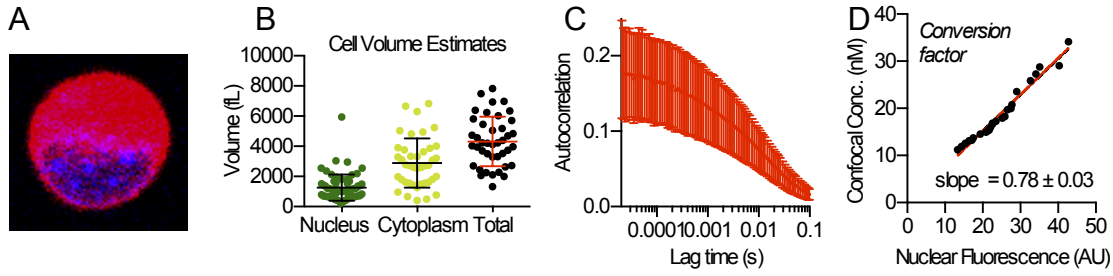 A
B
Cell Volume Estimates
Volume (fL)
10000
8000
6000
4000
2000
0
Nucleus Cytoplasm Total
C
Autocorrelation
0.2
0.1
0.0
0.0001 0.001 0.01 0.1
Lag time (s)
D
Conversion
factor
Confocal Conc. (nM)
40
30
20
10
0
slope = 0.78 ± 0.03
0 10 20 30 40 50
Nuclear Fluorescence (AU)